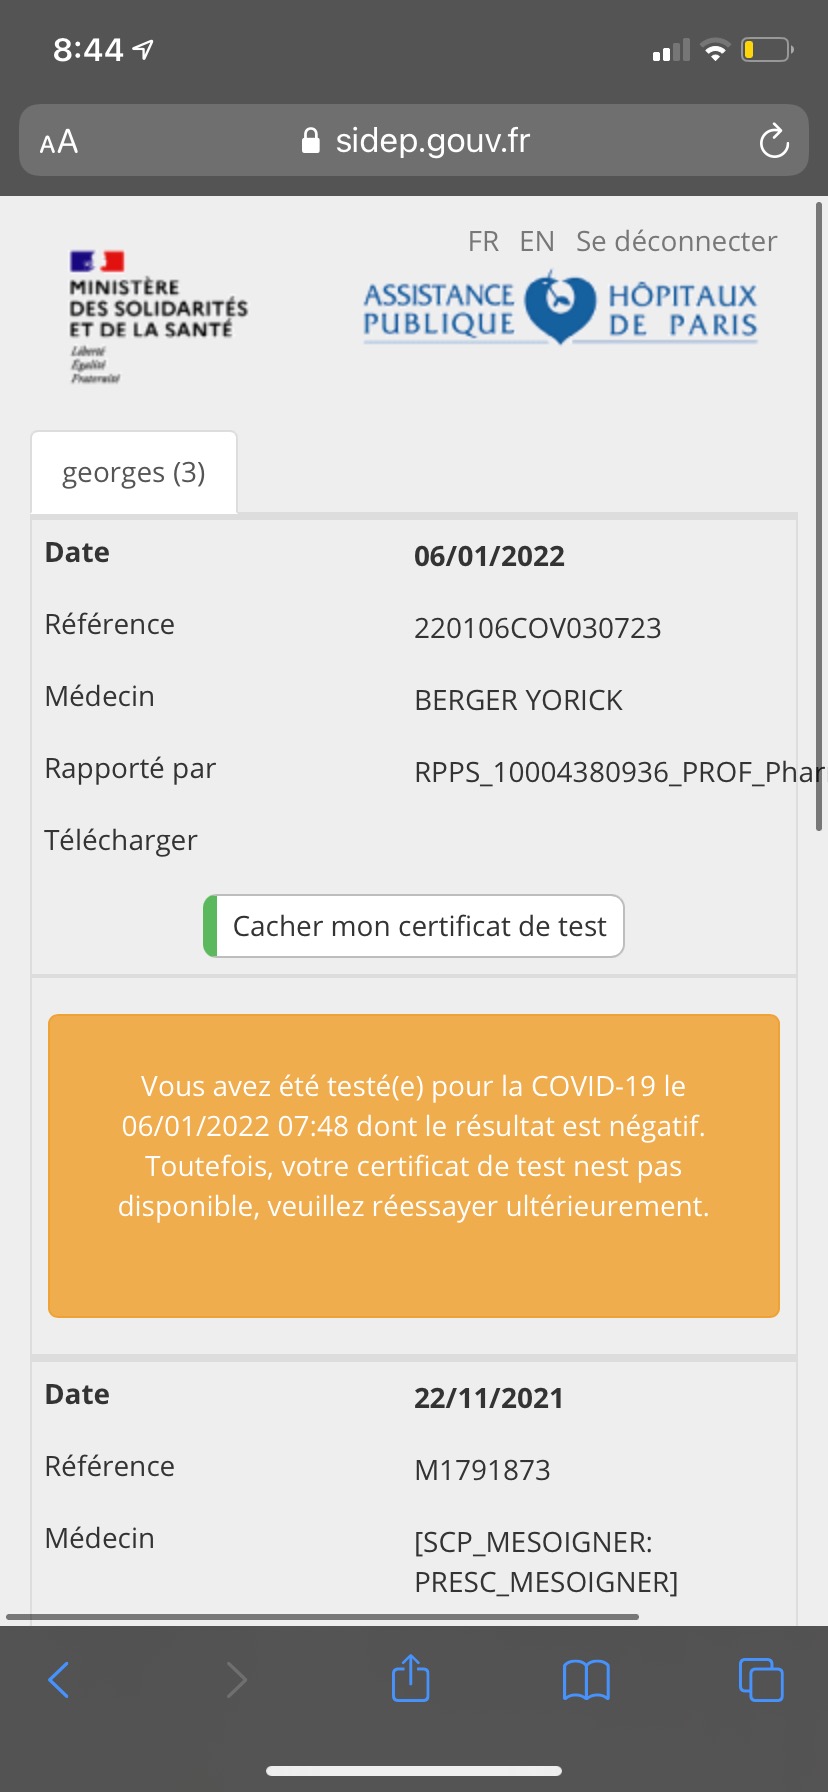 8:44
AA sidep.gouv.fr
FR EN Se déconnecter
MINISTÈRE
DES SOLIDARITÉS
ET DE LA SANTÉ
Liberté
Égalité
Fraternité
ASSISTANCE HÔPITAUX
PUBLIQUE DE PARIS
georges (3)
Date 06/01/2022
Référence 220106COV030723
Médecin BERGER YORICK
Rapporté par RPPS_10004380936_PROF_Phar
Télécharger
Cacher mon certificat de test
Vous avez été testé(e) pour la COVID-19 le
06/01/2022 07:48 dont le résultat est négatif.
Toutefois, votre certificat de test nest pas
disponible, veuillez réessayer ultérieurement.
Date 22/11/2021
Référence M1791873
Médecin [SCP_MESOIGNER:
PRESC_MESOIGNER]